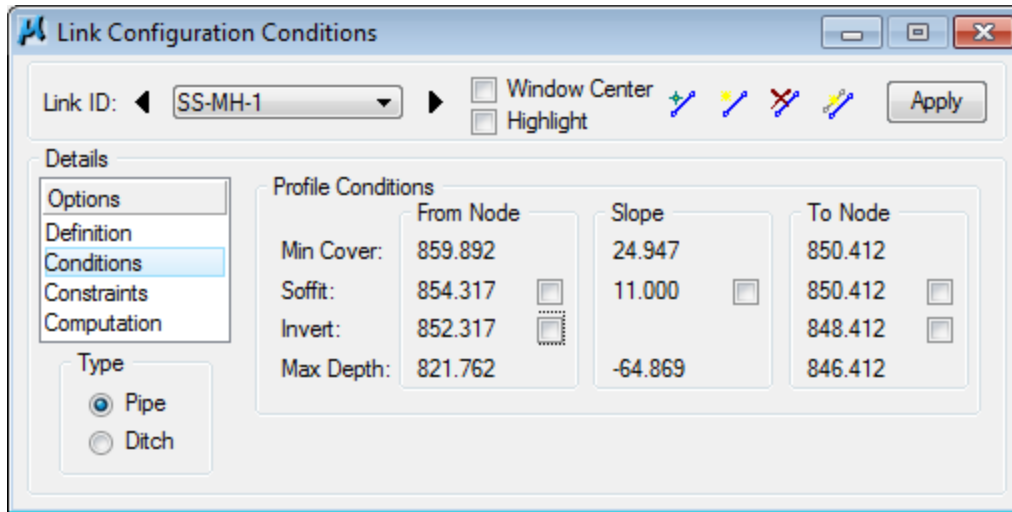 Link Configuration Conditions
Link ID: SS-MH-1 Window Center Apply
Highlight
Details
Options
Definition
Conditions
Constraints
Computation
Type
Pipe
Ditch
Profile Conditions
From Node Slope To Node
Min Cover: 859.892 24.947 850.412
Soffit: 854.317 11.000 850.412
Invert: 852.317 848.412
Max Depth: 821.762 -64.869 846.412